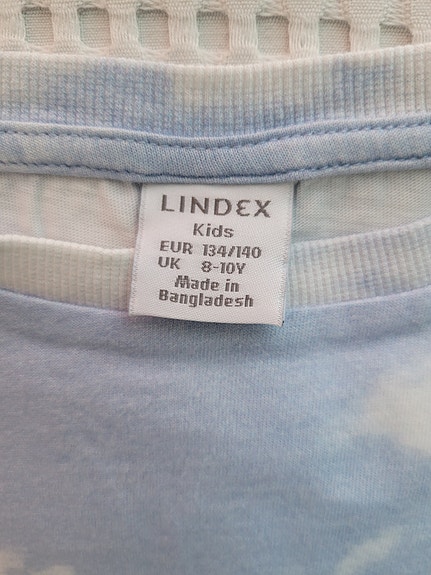 LINDEX
Kids
EUR 134/140
UK 8-10Y
Made in
Bangladesh